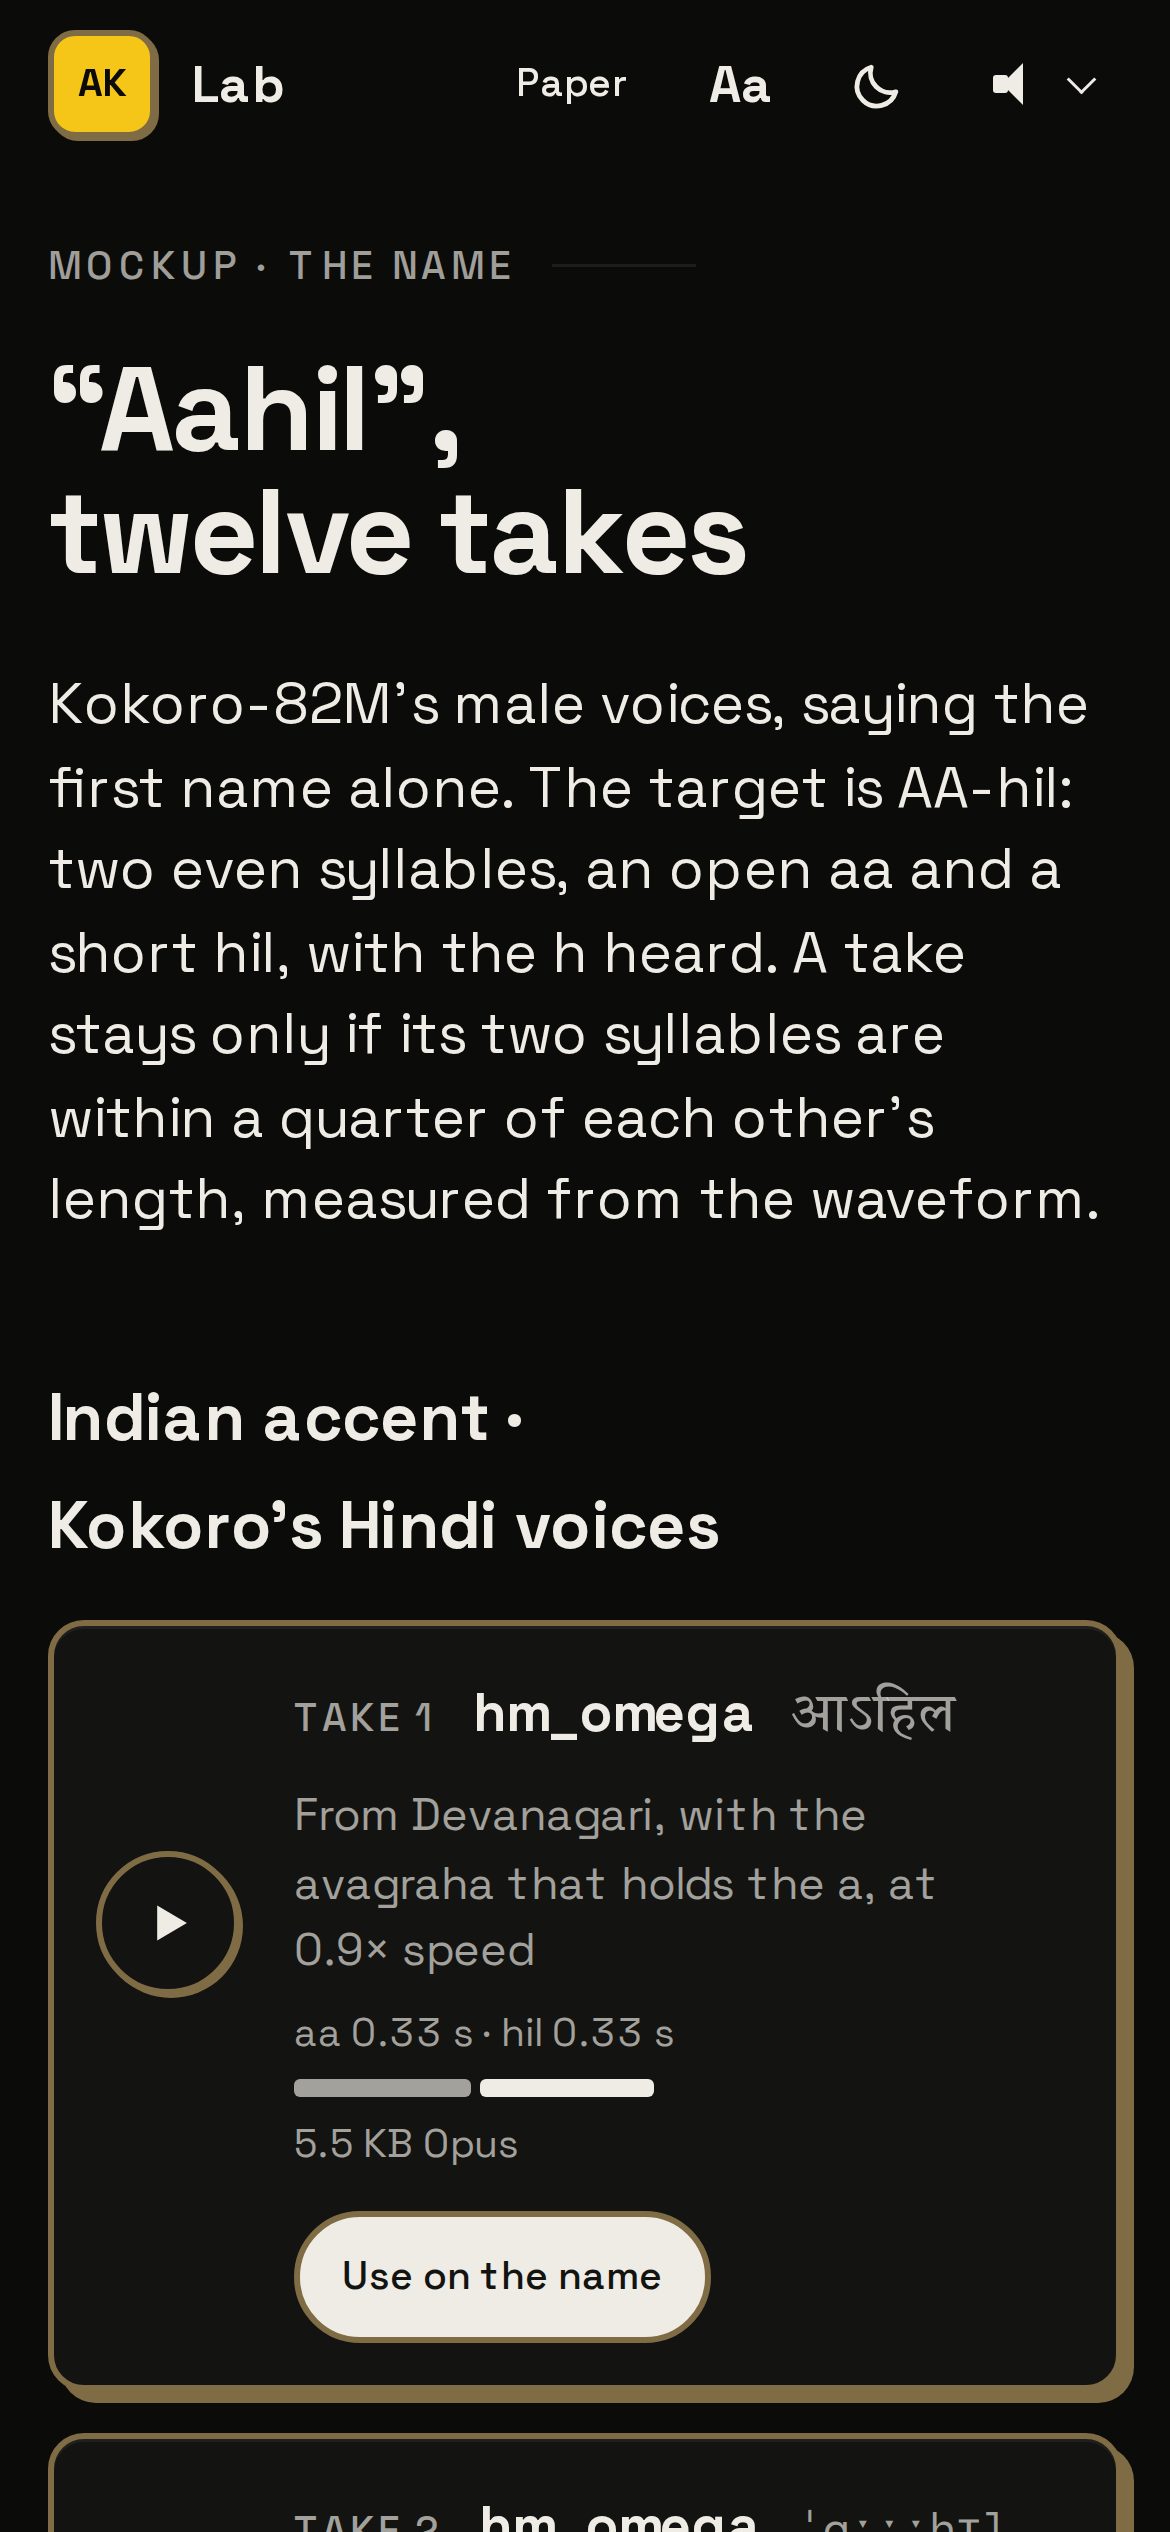 AK Lab Paper Aa
MOCKUP · THE NAME
“Aahil”,
twelve takes
Kokoro-82M’s male voices, saying the
first name alone. The target is AA-hil:
two even syllables, an open aa and a
short hil, with the h heard. A take
stays only if its two syllables are
within a quarter of each other’s
length, measured from the waveform.
Indian accent ·
Kokoro’s Hindi voices
TAKE 1 hm_omega आऽहिल
From Devanagari, with the
avagraha that holds the a, at
0.9× speed
aa 0.33 s · hil 0.33 s
5.5 KB Opus
Use on the name
TAKE 2 hm_omega